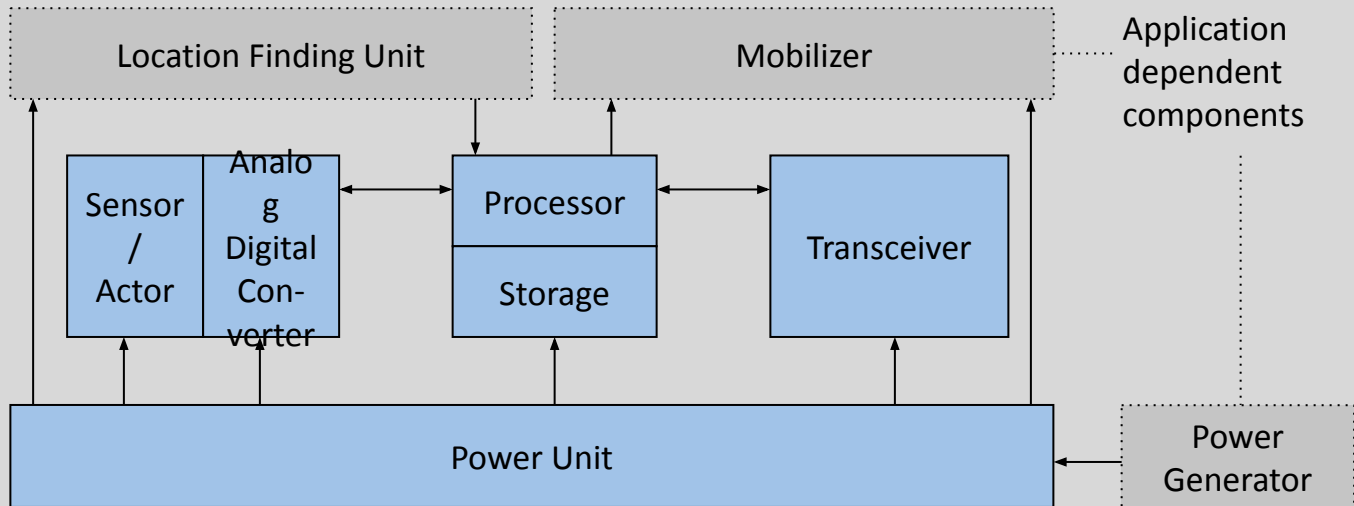 Location Finding Unit
Mobilizer
Application
dependent
components
Sensor
/
Actor
Analo
g
Digital
Con-
verter
Processor
Storage
Transceiver
Power Unit
Power
Generator